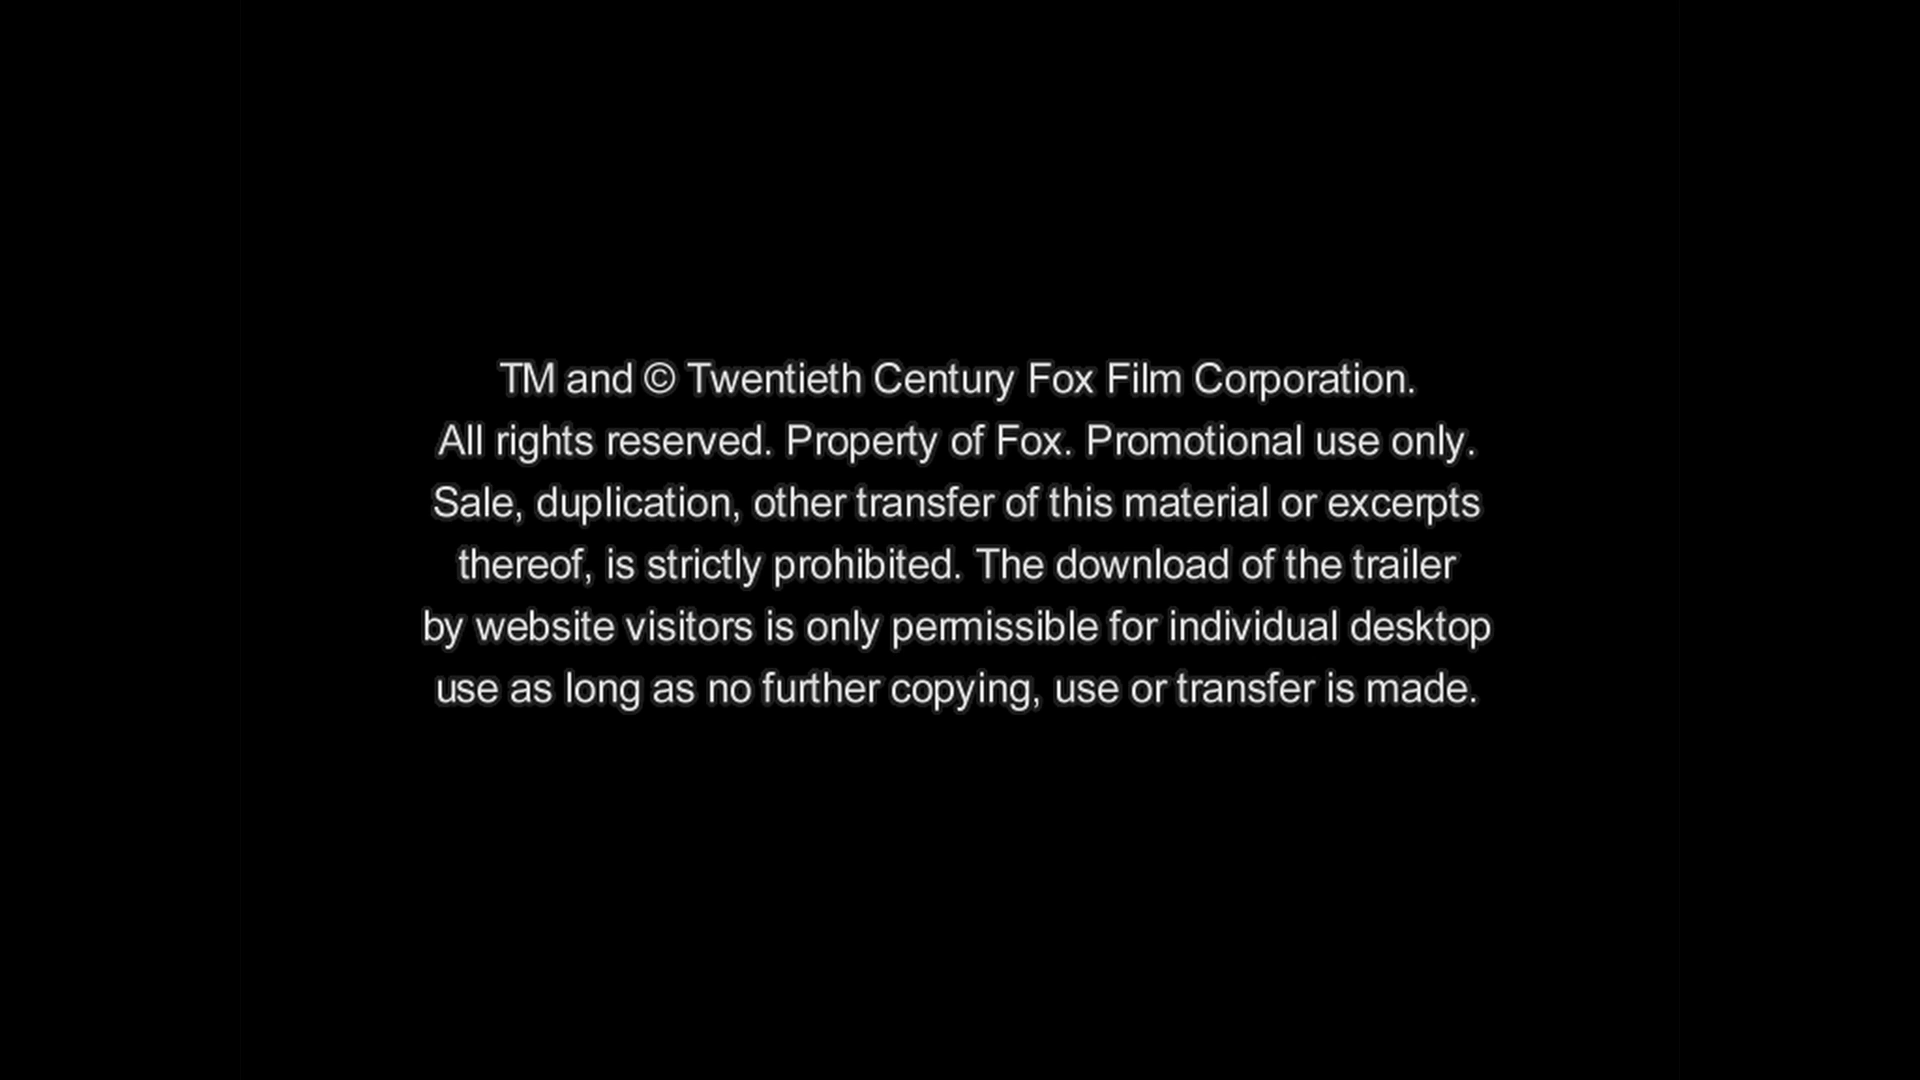 TM and © Twentieth Century Fox Film Corporation.
All rights reserved. Property of Fox. Promotional use only.
Sale, duplication, other transfer of this material or excerpts
thereof, is strictly prohibited. The download of the trailer
by website visitors is only permissible for individual desktop
use as long as no further copying, use or transfer is made.